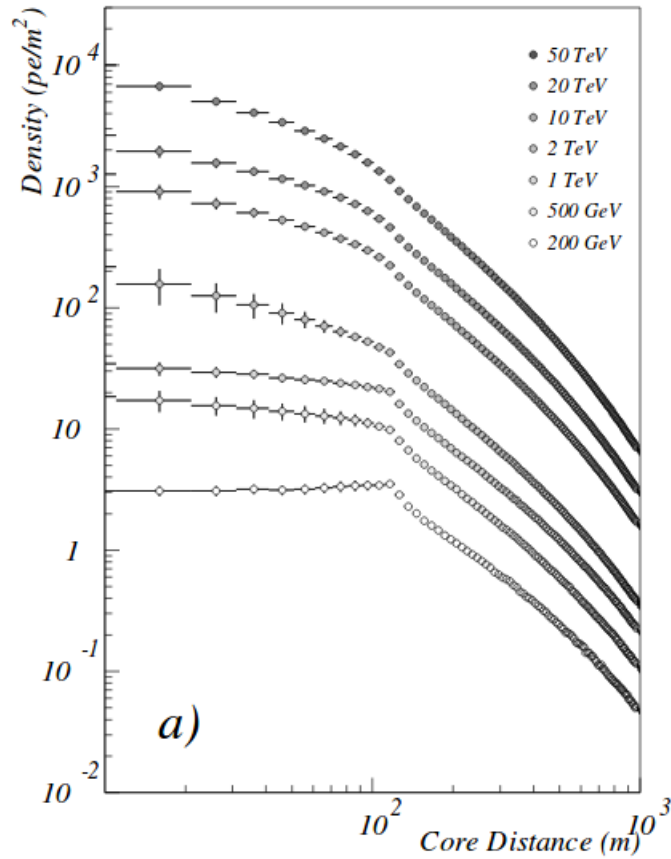 Density (pe/m²)
10⁴
10³
10²
10
1
10⁻¹
10⁻²
50 TeV
20 TeV
10 TeV
2 TeV
1 TeV
500 GeV
200 GeV
a)
10²
10³
Core Distance (m)